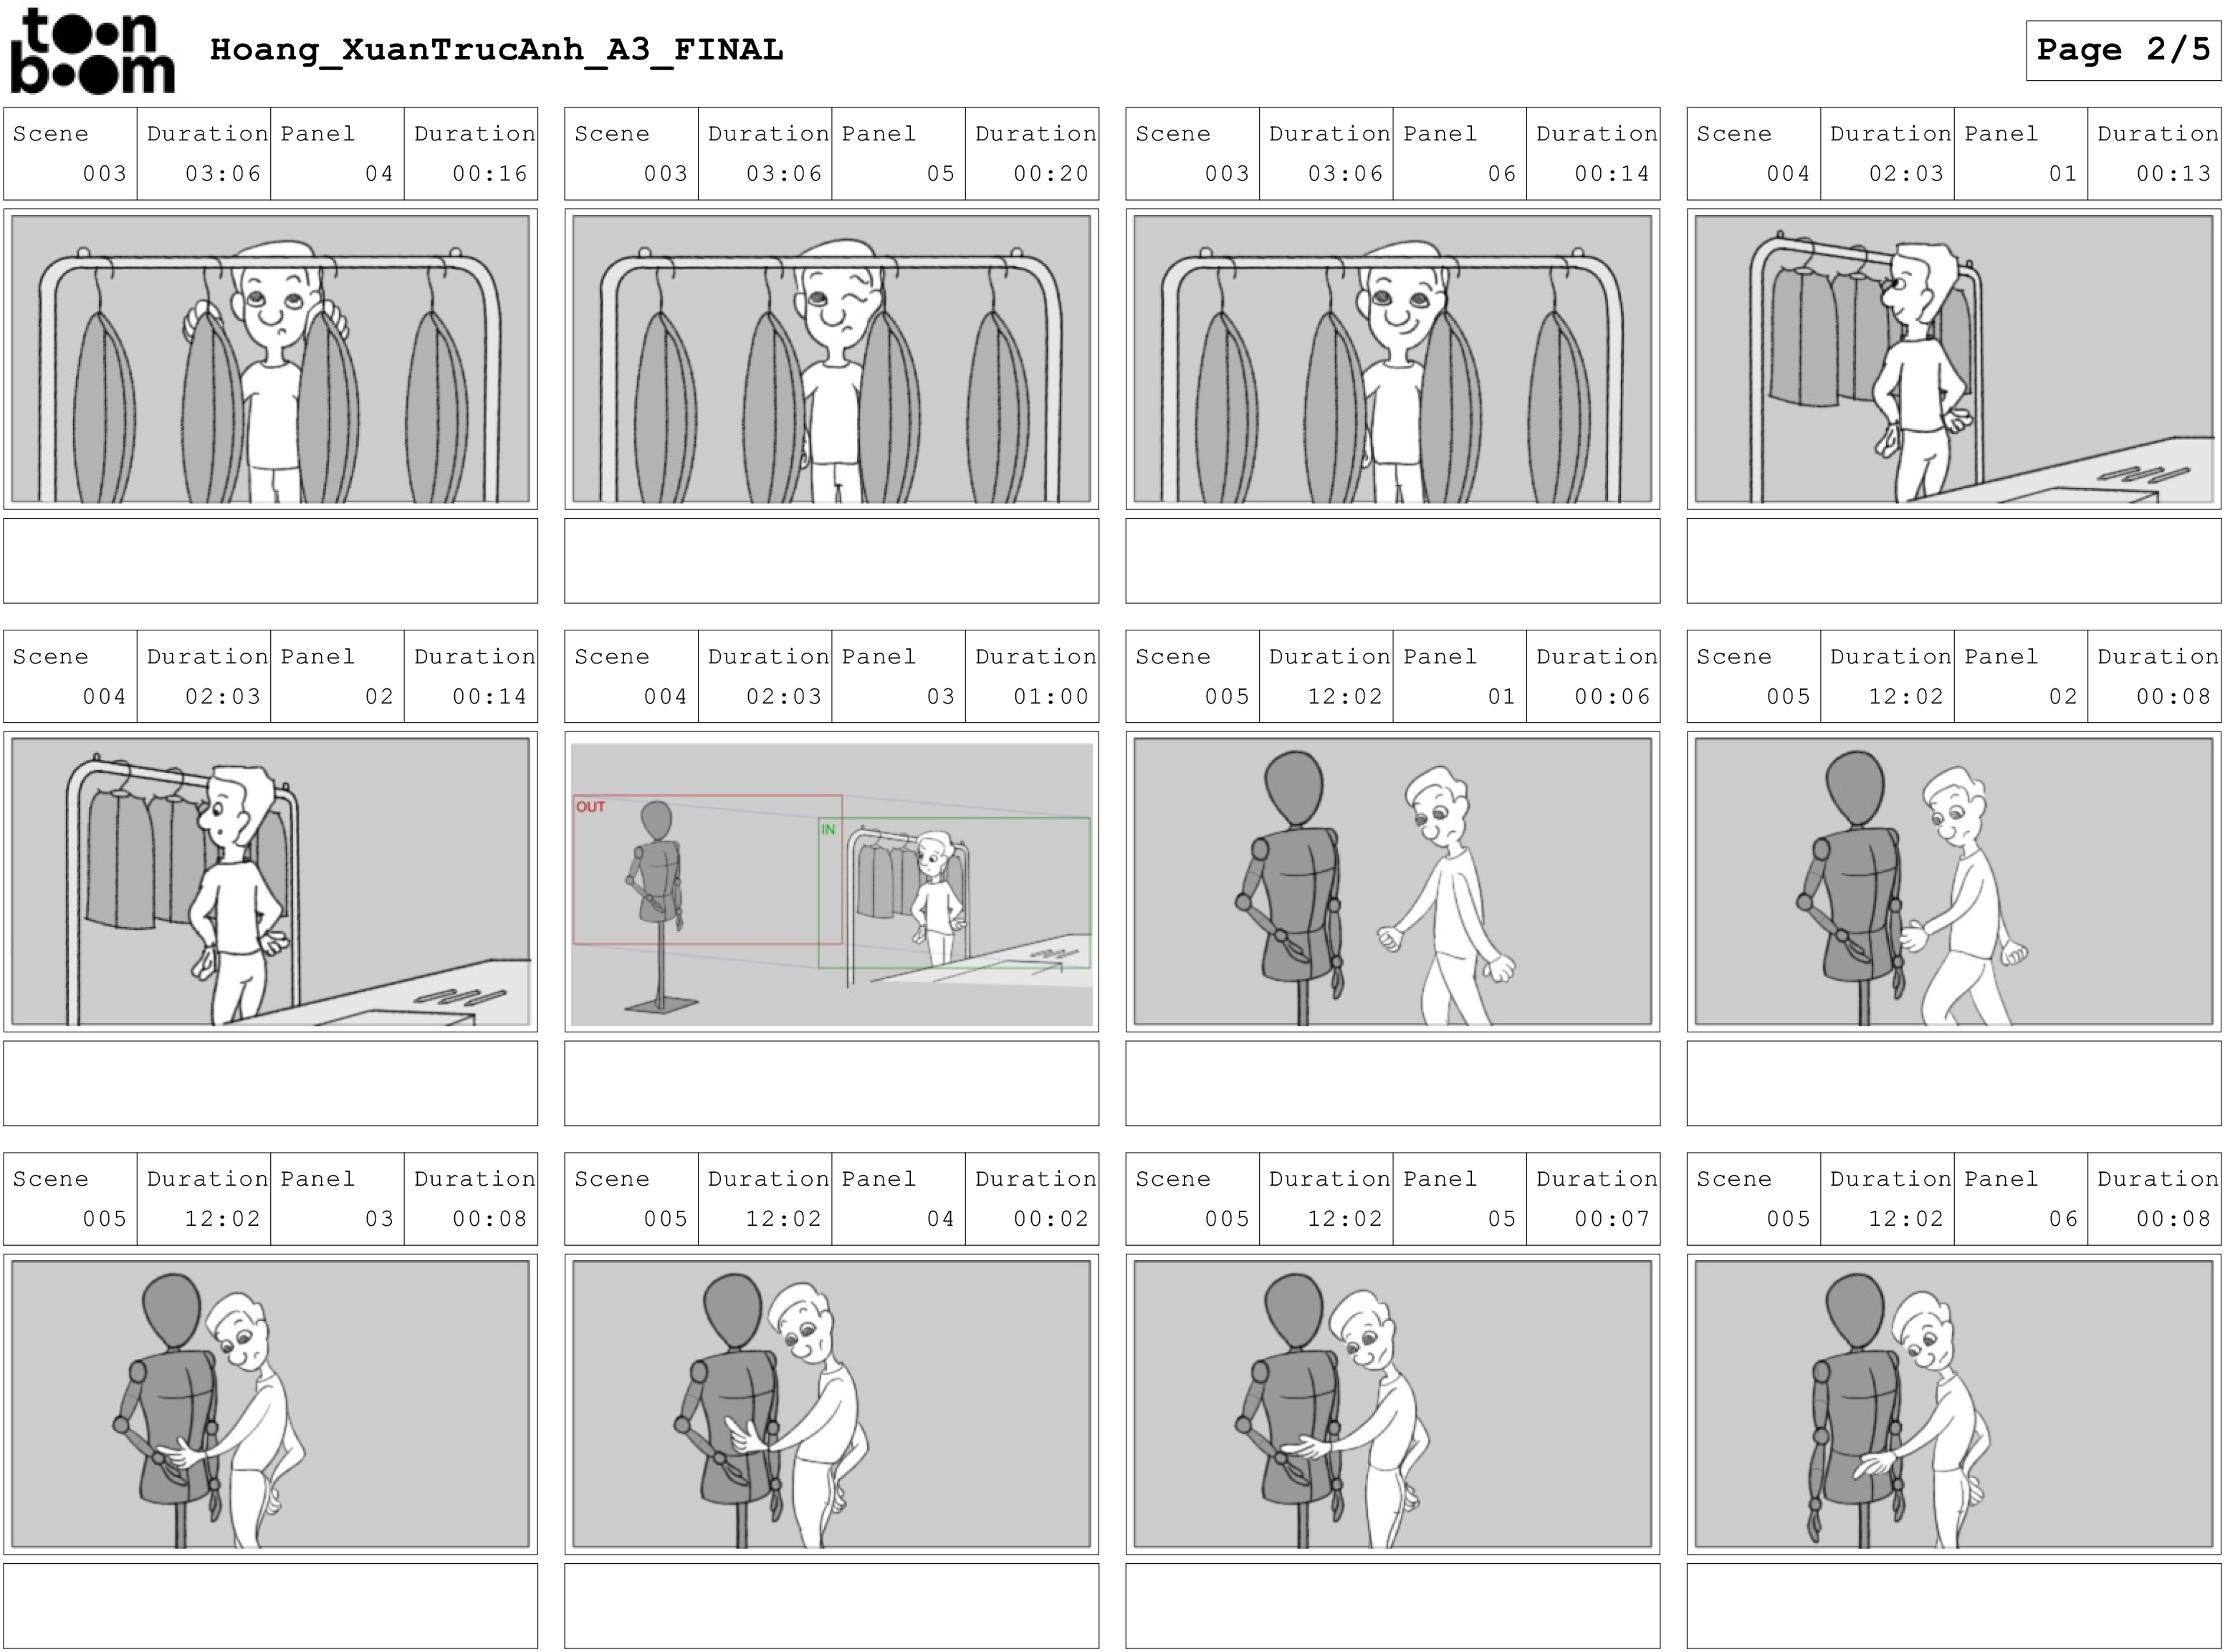 toon
boom
Hoang_XuanTrucAnh_A3_FINAL
Page 2/5
Scene Duration Panel Duration
003 03:06 04 00:16
Scene Duration Panel Duration
003 03:06 05 00:20
Scene Duration Panel Duration
003 03:06 06 00:14
Scene Duration Panel Duration
004 02:03 01 00:13
Scene Duration Panel Duration
004 02:03 02 00:14
Scene Duration Panel Duration
004 02:03 03 01:00
OUT
IN
Scene Duration Panel Duration
005 12:02 01 00:06
Scene Duration Panel Duration
005 12:02 02 00:08
Scene Duration Panel Duration
005 12:02 03 00:08
Scene Duration Panel Duration
005 12:02 04 00:02
Scene Duration Panel Duration
005 12:02 05 00:07
Scene Duration Panel Duration
005 12:02 06 00:08